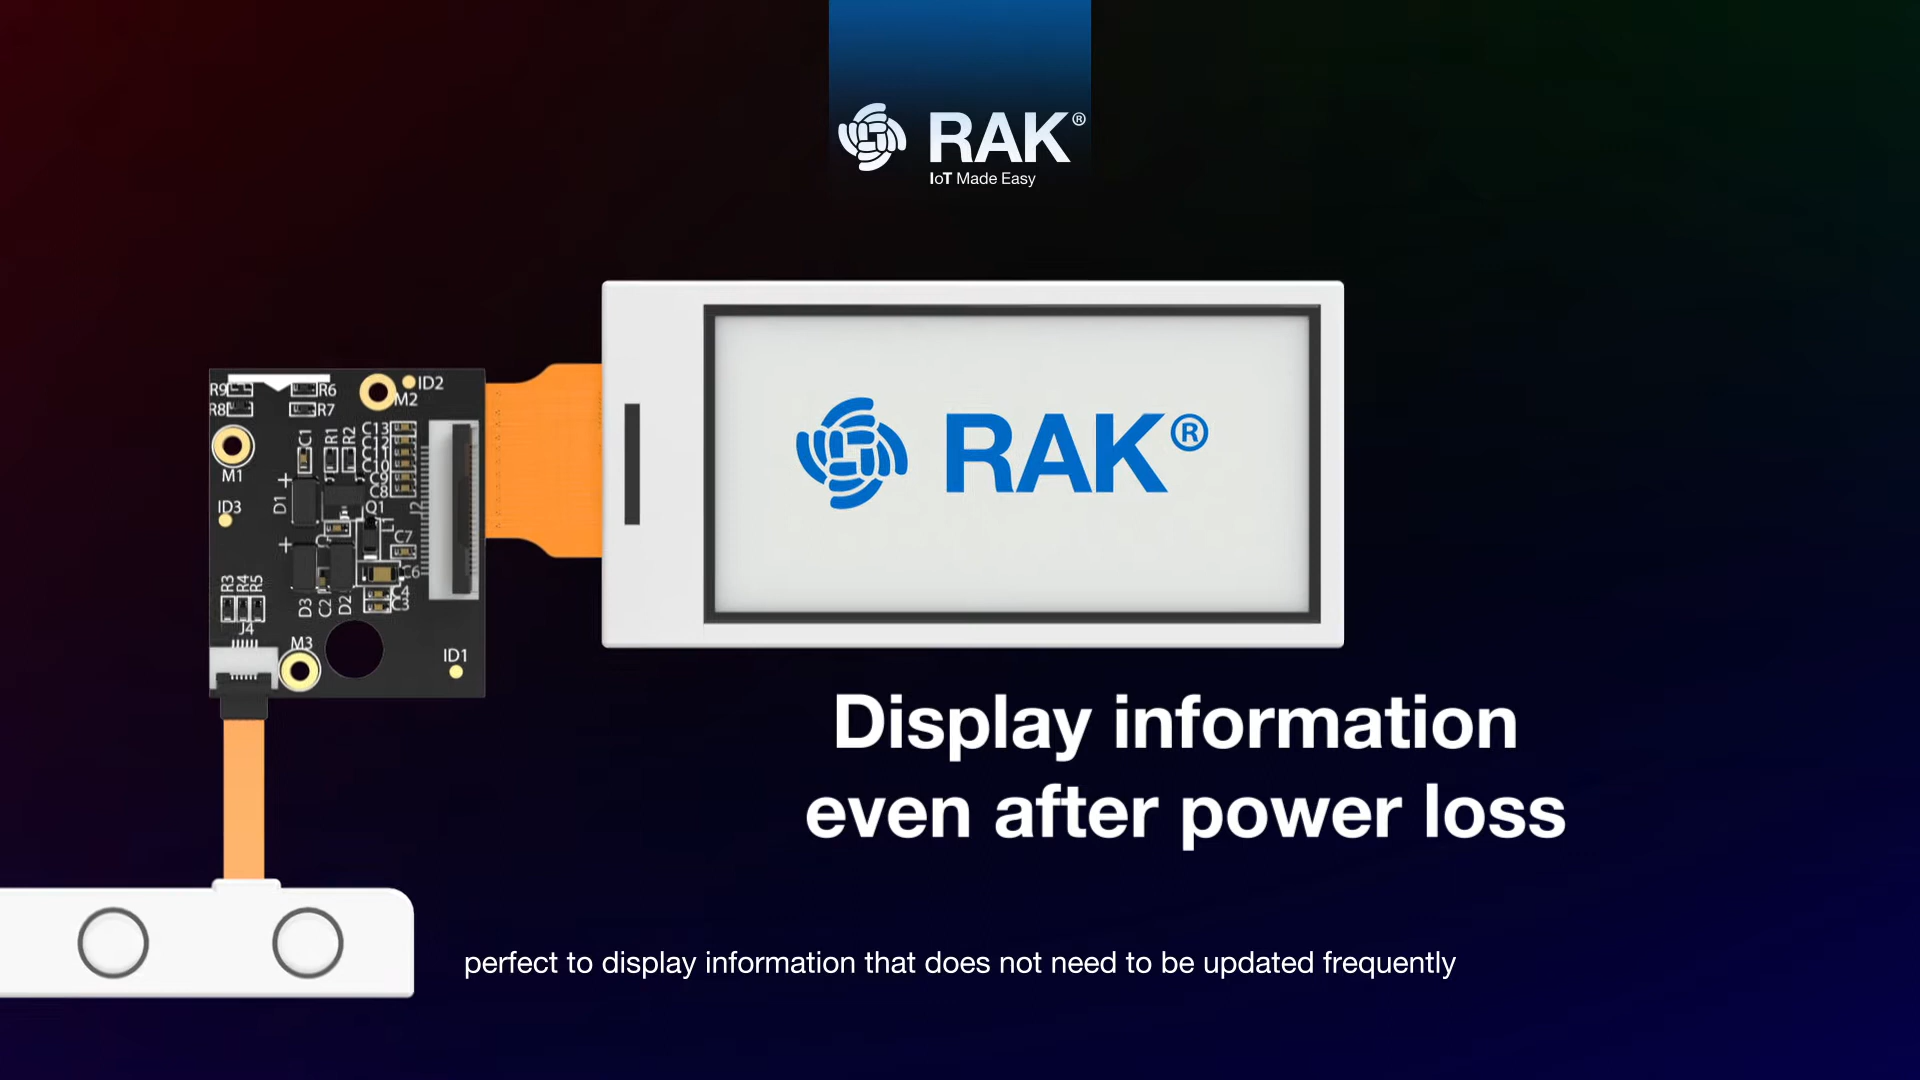 RAK®
IoT Made Easy
RAK®
R9
R6
R8
R7
M2
ID2
M1
C1
R1
R2
C13
C12
C11
C10
C9
C8
ID3
D1
Q1
J2
L1
C7
C6
C4
C3
R3
R4
R5
D3
C2
D2
J4
M3
ID1
Display information
even after power loss
perfect to display information that does not need to be updated frequently